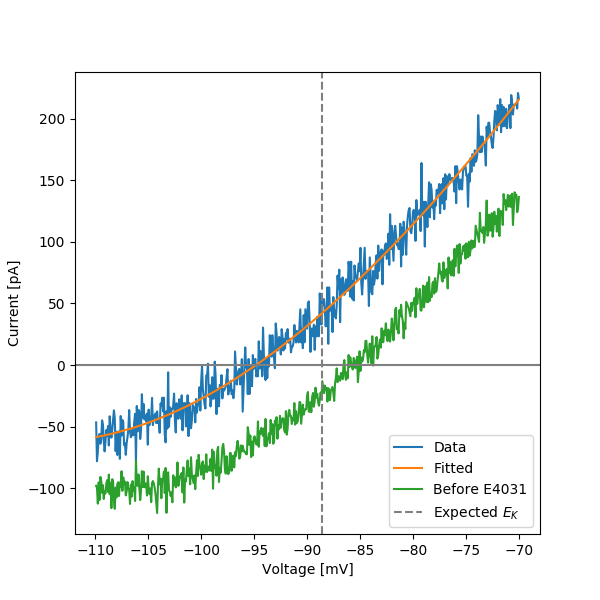 200
150
100
50
0
−50
−100
Current [pA]
−110
−105
−100
−95
−90
−85
−80
−75
−70
Voltage [mV]
Data
Fitted
Before E4031
Expected E_K